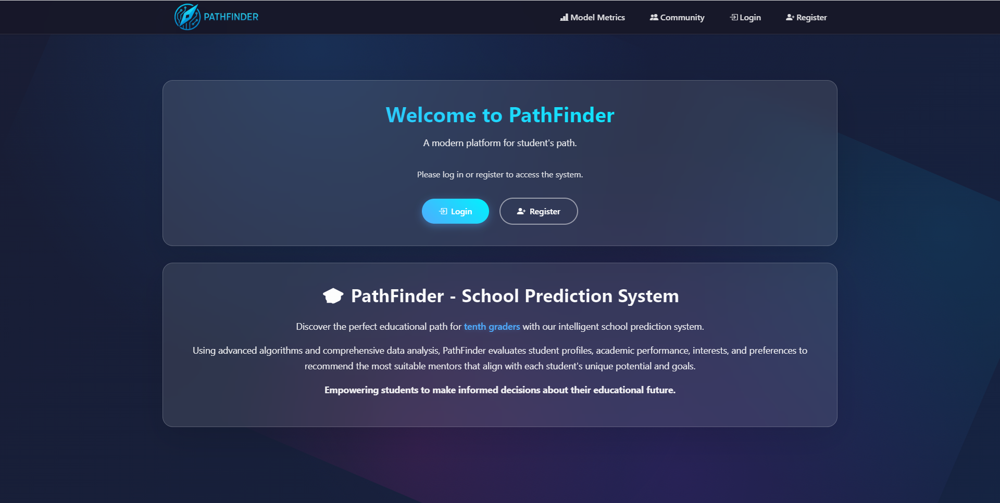 PATHFINDER
Model Metrics
Community
Login
Register
Welcome to PathFinder
A modern platform for student's path.
Please log in or register to access the system.
Login
Register
PathFinder - School Prediction System
Discover the perfect educational path for tenth graders with our intelligent school prediction system.
Using advanced algorithms and comprehensive data analysis, PathFinder evaluates student profiles, academic performance, interests, and preferences to
recommend the most suitable mentors that align with each student's unique potential and goals.
Empowering students to make informed decisions about their educational future.